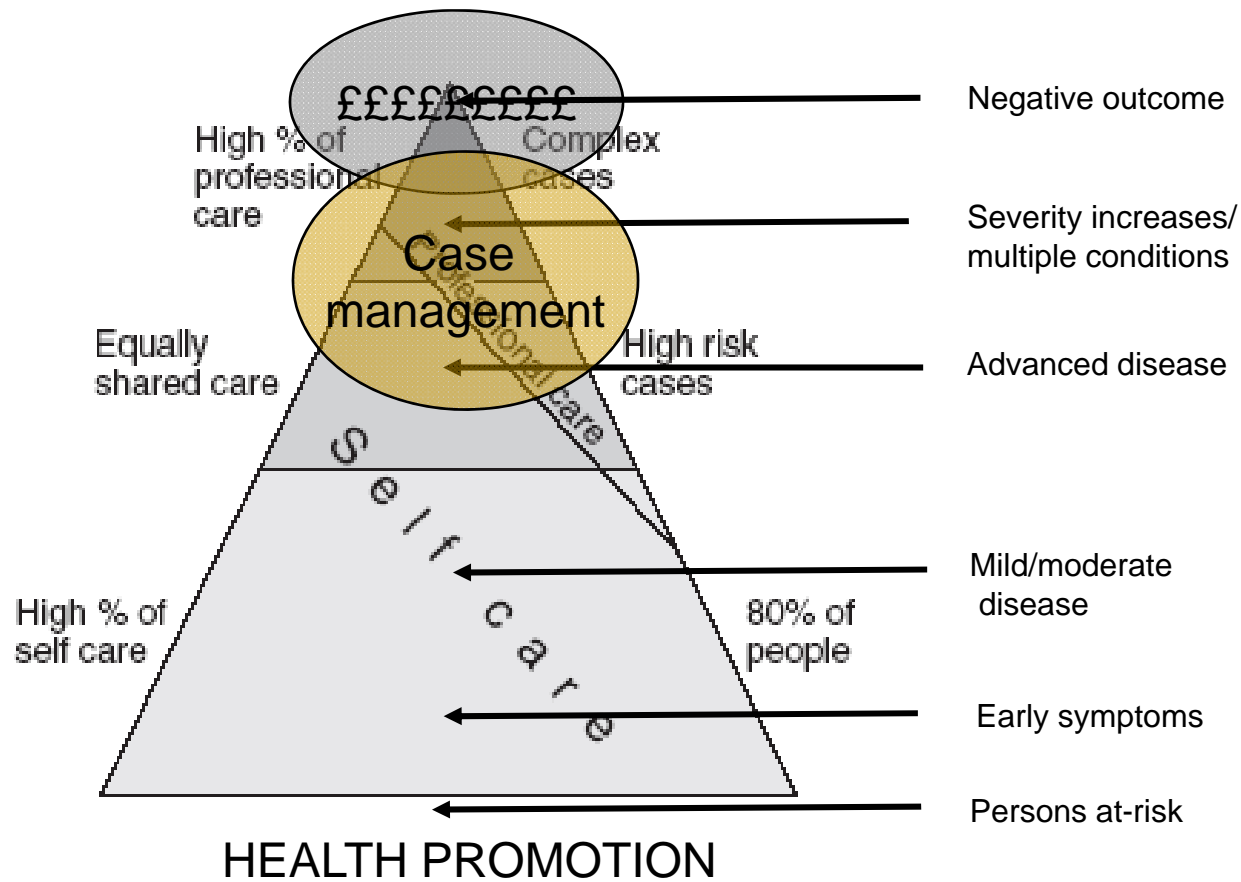 £££££££££
Negative outcome
High % of
professional
care
Complex
cases
Severity increases/
multiple conditions
Case
management
Professional care
Equally
shared care
High risk
cases
Advanced disease
Self care
Mild/moderate
disease
High % of
self care
80% of
people
Early symptoms
Persons at-risk
HEALTH PROMOTION